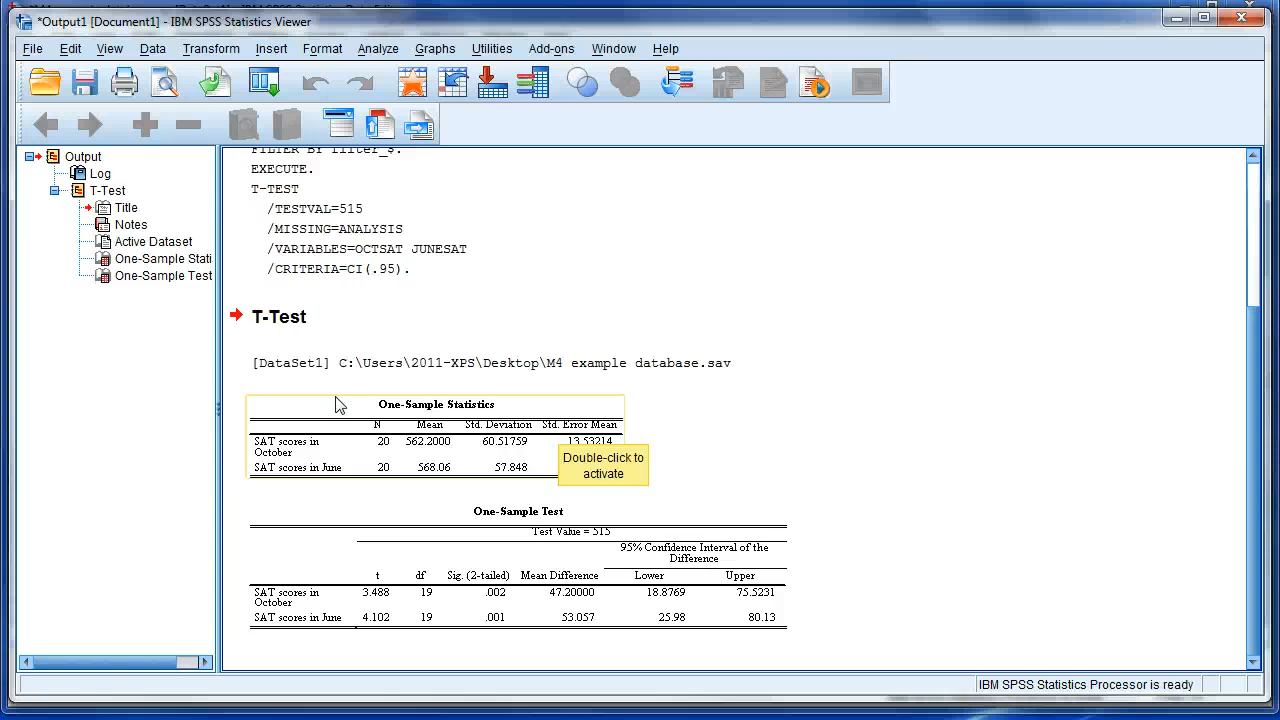 *Output1 [Document1] - IBM SPSS Statistics Viewer
File Edit View Data Transform Insert Format Analyze Graphs Utilities Add-ons Window Help
Output
Log
T-Test
Title
Notes
Active Dataset
One-Sample Stati
One-Sample Test
FILTER BY filter_$.
EXECUTE.
T-TEST
/TESTVAL=515
/MISSING=ANALYSIS
/VARIABLES=OCTSAT JUNESAT
/CRITERIA=CI(.95).
T-Test
[DataSet1] C:\Users\2011-XPS\Desktop\M4 example database.sav
One-Sample Statistics
N Mean Std. Deviation Std. Error Mean
SAT scores in October 20 562.2000 60.51759 13.53214
SAT scores in June 20 568.06 57.848
Double-click to
activate
One-Sample Test
Test Value = 515
95% Confidence Interval of the
Difference
t df Sig. (2-tailed) Mean Difference Lower Upper
SAT scores in October 3.488 19 .002 47.20000 18.8769 75.5231
SAT scores in June 4.102 19 .001 53.057 25.98 80.13
IBM SPSS Statistics Processor is ready